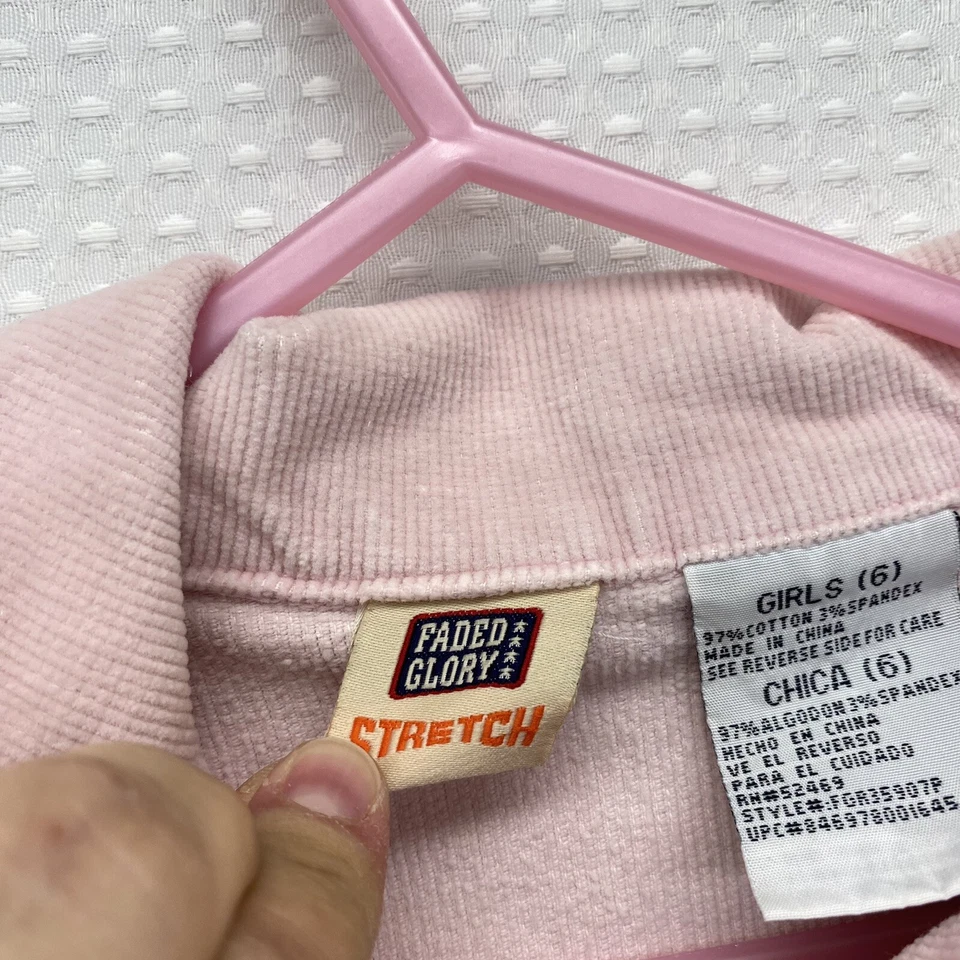 FADED
GLORY
STRETCH
GIRLS (6)
97%COTTON 3%SPANDEX
MADE IN CHINA
SEE REVERSE SIDE FOR CARE
CHICA (6)
97%ALGODON 3%SPANDEX
HECHO EN CHINA
VE EL REVERSO
PARA EL CUIDADO
RN#52469
STYLE#:FGR35907P
UPC#846978001645